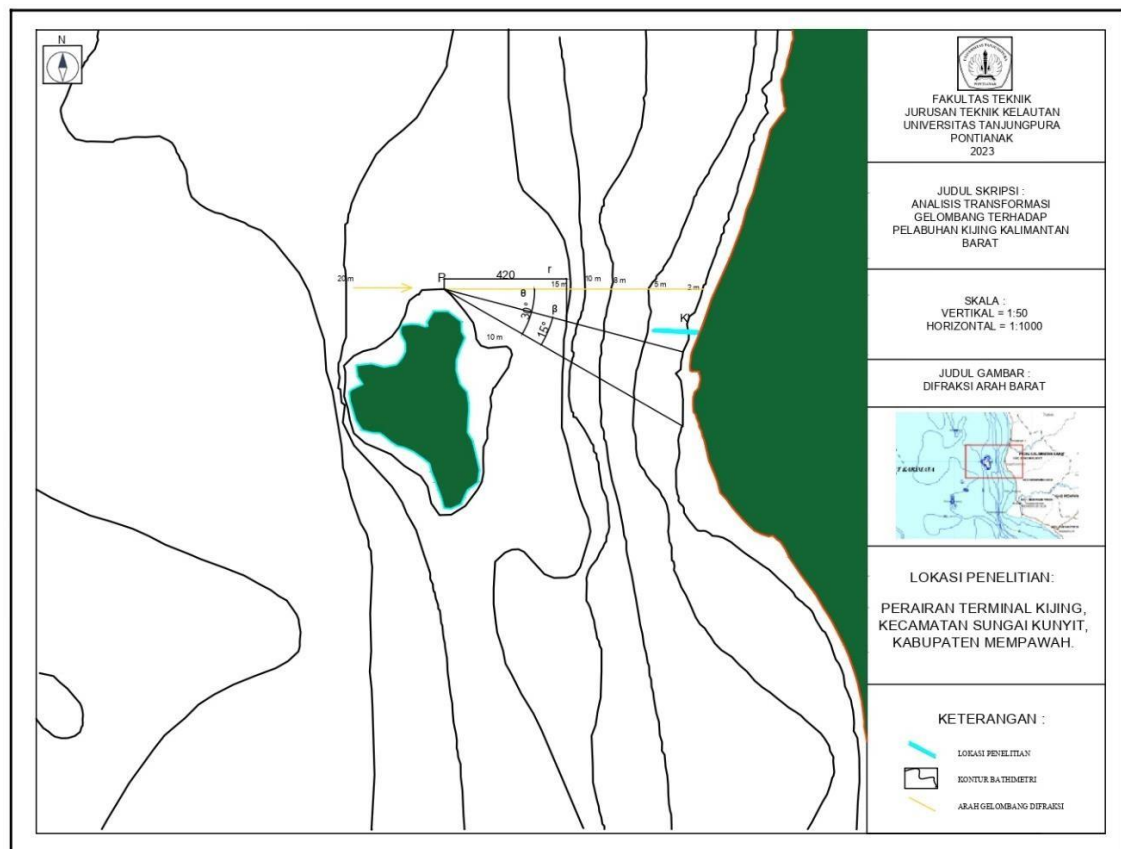 N
20 m
P
420
r
15 m
10 m
8 m
5 m
2 m
θ
30°
β
15°
10 m
K'
FAKULTAS TEKNIK
JURUSAN TEKNIK KELAUTAN
UNIVERSITAS TANJUNGPURA
PONTIANAK
2023
JUDUL SKRIPSI :
ANALISIS TRANSFORMASI
GELOMBANG TERHADAP
PELABUHAN KIJING KALIMANTAN
BARAT
SKALA :
VERTIKAL = 1:50
HORIZONTAL = 1:1000
JUDUL GAMBAR :
DIFRAKSI ARAH BARAT
LOKASI PENELITIAN:
PERAIRAN TERMINAL KIJING,
KECAMATAN SUNGAI KUNYIT,
KABUPATEN MEMPAWAH.
KETERANGAN :
LOKASI PENELITIAN
KONTUR BATHIMETRI
ARAH GELOMBANG DIFRAKSI